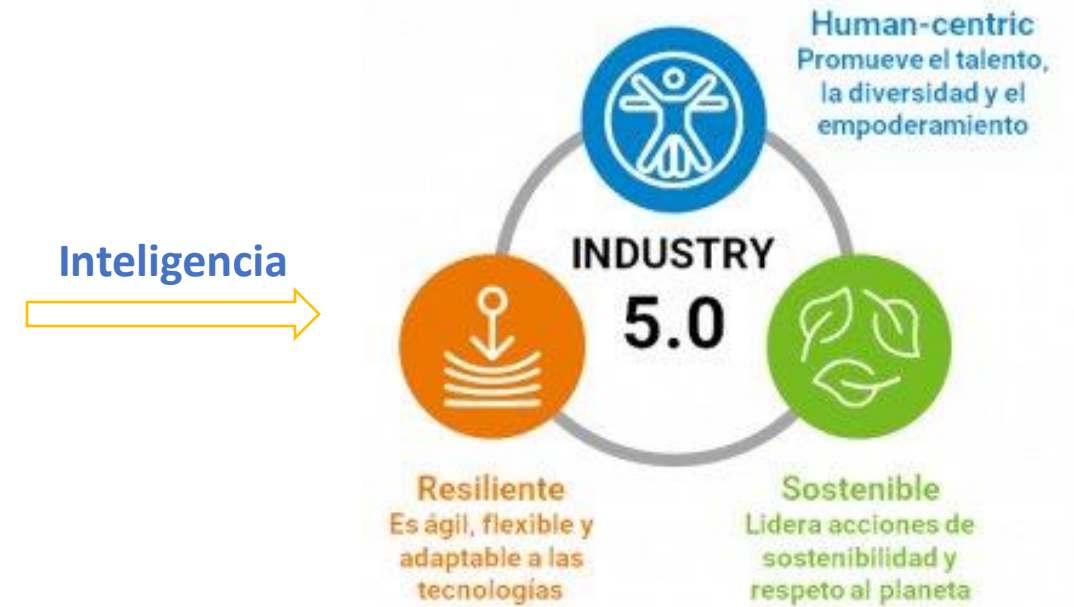 Human-centric
Promueve el talento,
la diversidad y el
empoderamiento
Inteligencia
INDUSTRY
5.0
Resiliente
Es ágil, flexible y
adaptable a las
tecnologías
Sostenible
Lidera acciones de
sostenibilidad y
respeto al planeta